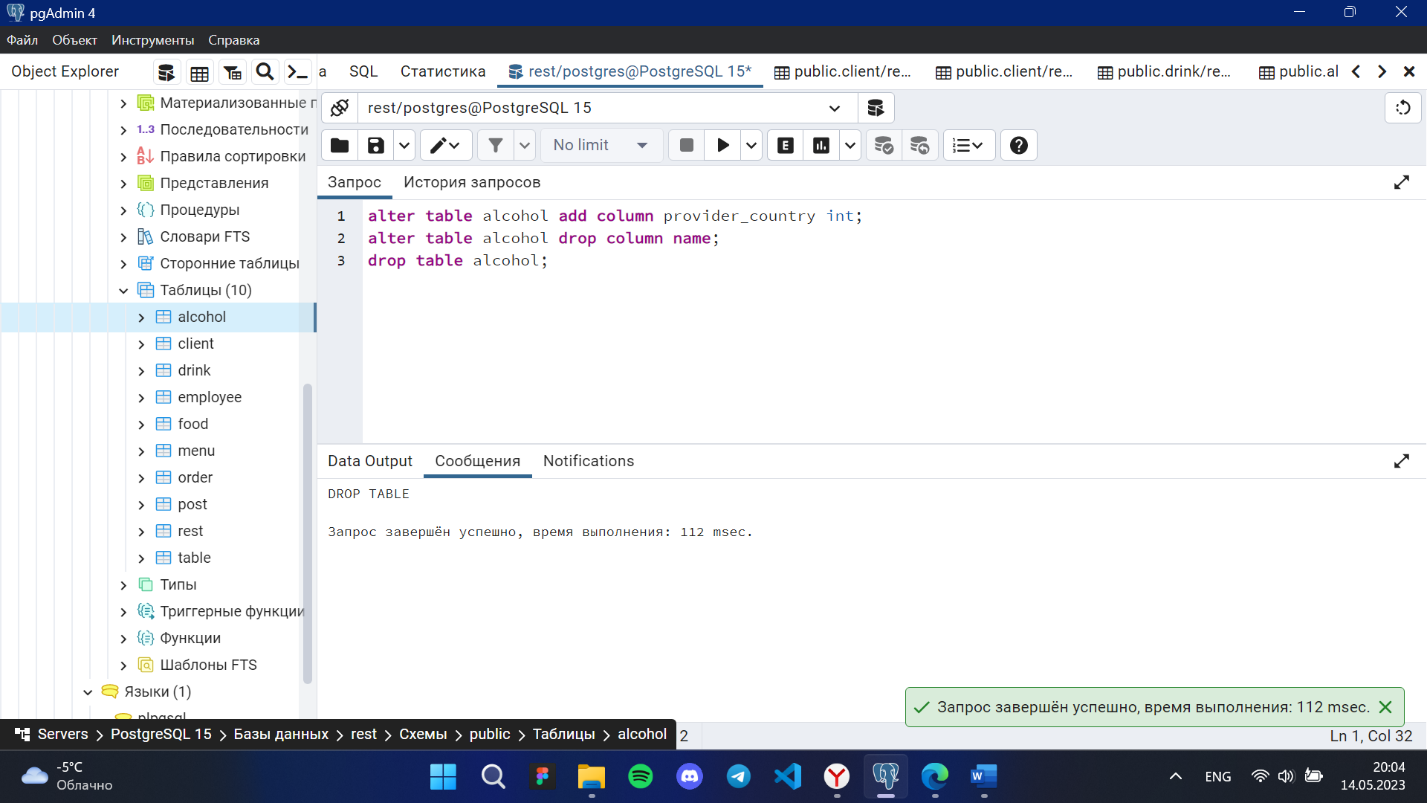 pgAdmin 4
Файл Объект Инструменты Справка
Object Explorer
а SQL Статистика rest/postgres@PostgreSQL 15* public.client/re... public.client/re... public.drink/re... public.al
Материализованные п
1..3 Последовательности
Правила сортировки
Представления
Процедуры
Словари FTS
Сторонние таблицы
Таблицы (10)
alcohol
client
drink
employee
food
menu
order
post
rest
table
Типы
Триггерные функции
Функции
Шаблоны FTS
Языки (1)
plpgsql
rest/postgres@PostgreSQL 15
No limit
E
Запрос История запросов
1 alter table alcohol add column provider_country int;
2 alter table alcohol drop column name;
3 drop table alcohol;
Data Output Сообщения Notifications
DROP TABLE
Запрос завершён успешно, время выполнения: 112 msec.
Запрос завершён успешно, время выполнения: 112 msec.
Servers > PostgreSQL 15 > Базы данных > rest > Схемы > public > Таблицы > alcohol
2
Ln 1, Col 32
-5°C
Облачно
ENG
20:04
14.05.2023